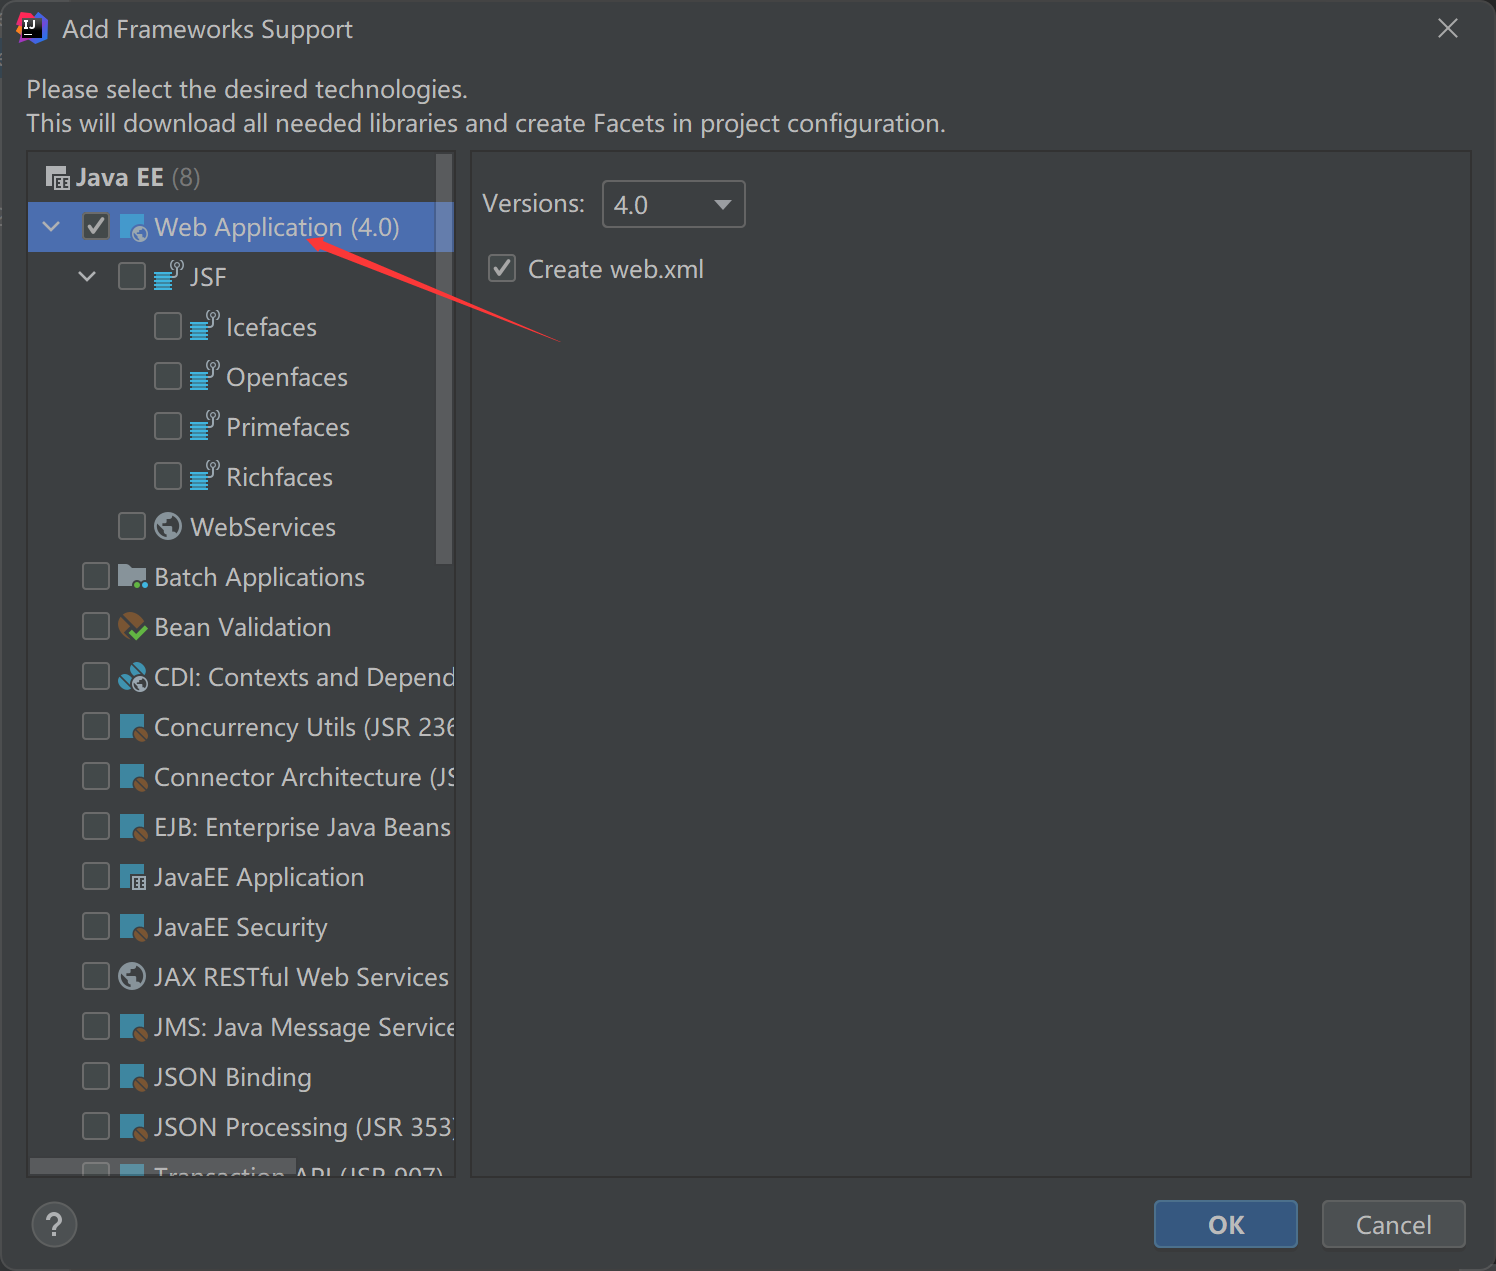 Add Frameworks Support
Please select the desired technologies.
This will download all needed libraries and create Facets in project configuration.
Java EE (8)
Web Application (4.0)
JSF
Icefaces
Openfaces
Primefaces
Richfaces
WebServices
Batch Applications
Bean Validation
CDI: Contexts and Depend
Concurrency Utils (JSR 236
Connector Architecture (JS
EJB: Enterprise Java Beans
JavaEE Application
JavaEE Security
JAX RESTful Web Services
JMS: Java Message Service
JSON Binding
JSON Processing (JSR 353)
Transaction API (JSR 907)
Versions: 4.0
Create web.xml
?
OK
Cancel